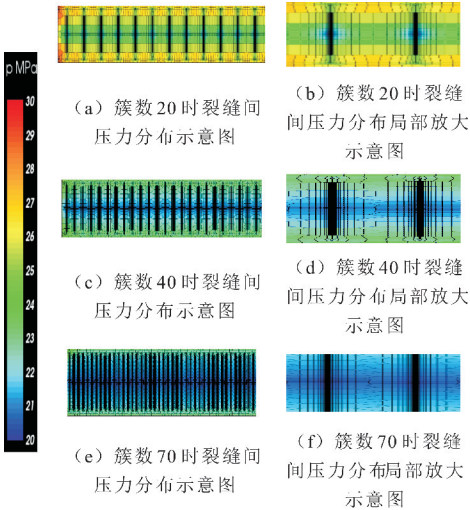 p MPa
30
29
28
27
26
25
24
23
22
21
20
（a）簇数20时裂缝间
压力分布示意图
（b）簇数20时裂缝
间压力分布局部放大
示意图
（c）簇数40时裂缝间
压力分布示意图
（d）簇数40时裂缝
间压力分布局部放大
示意图
（e）簇数70时裂缝间
压力分布示意图
（f）簇数70时裂缝
间压力分布局部放大
示意图